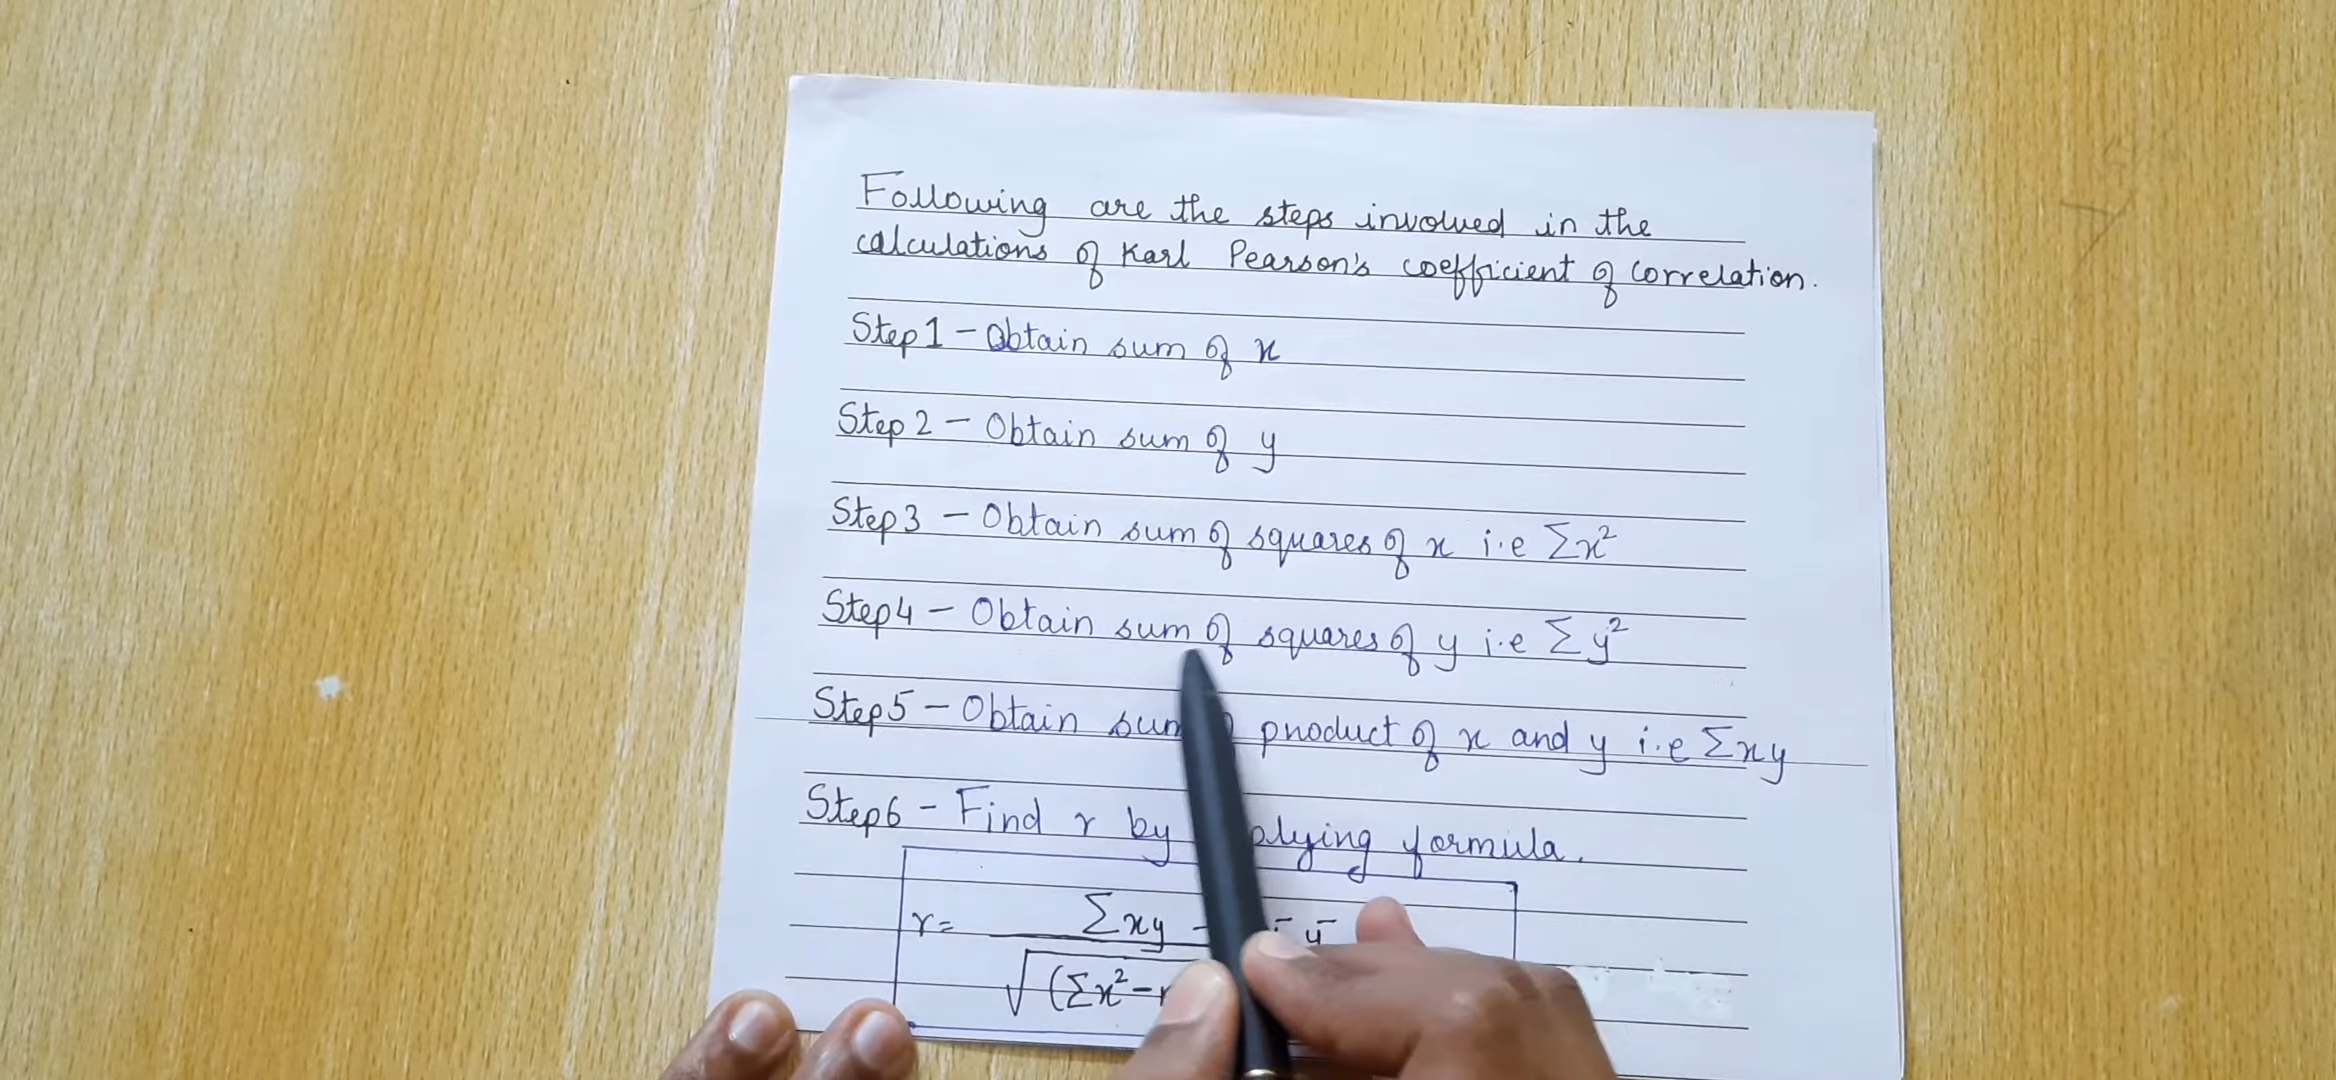 Following are the steps involved in the
calculations of Karl Pearson's coefficient of correlation.
Step 1 - Obtain sum of x
Step 2 - Obtain sum of y
Step 3 - Obtain sum of squares of x i.e Σx²
Step 4 - Obtain sum of squares of y i.e Σy²
Step 5 - Obtain sum product of x and y i.e Σxy
Step 6 - Find r by plying formula.
r = Σxy - ȳ
√(Σx²-